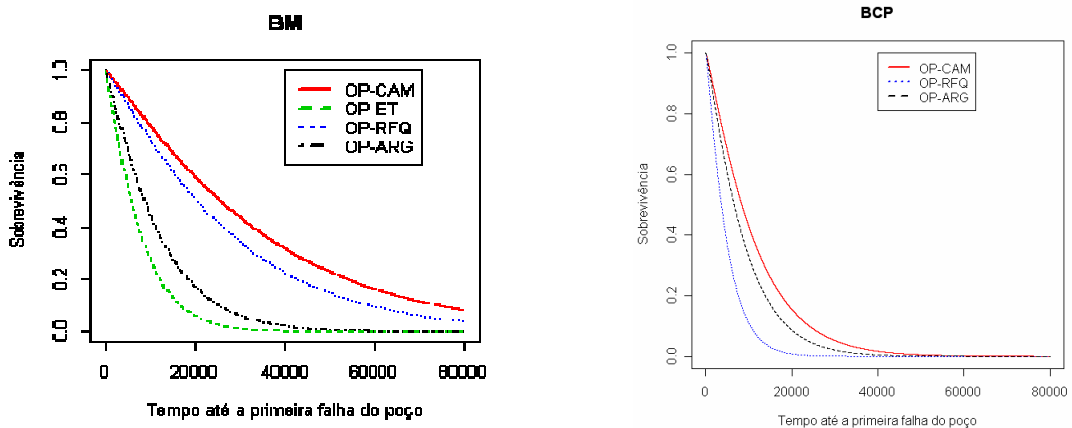 BM
Sobrevivência
1.0
0.8
0.6
0.4
0.2
0.0
OP-CAM
OP-ET
OP-RFQ
OP-ARG
0 20000 40000 60000 80000
Tempo até a primeira falha do poço
BCP
Sobrevivência
1.0
0.8
0.6
0.4
0.2
0.0
OP-CAM
OP-RFQ
OP-ARG
0 20000 40000 60000 80000
Tempo até a primeira falha do poço